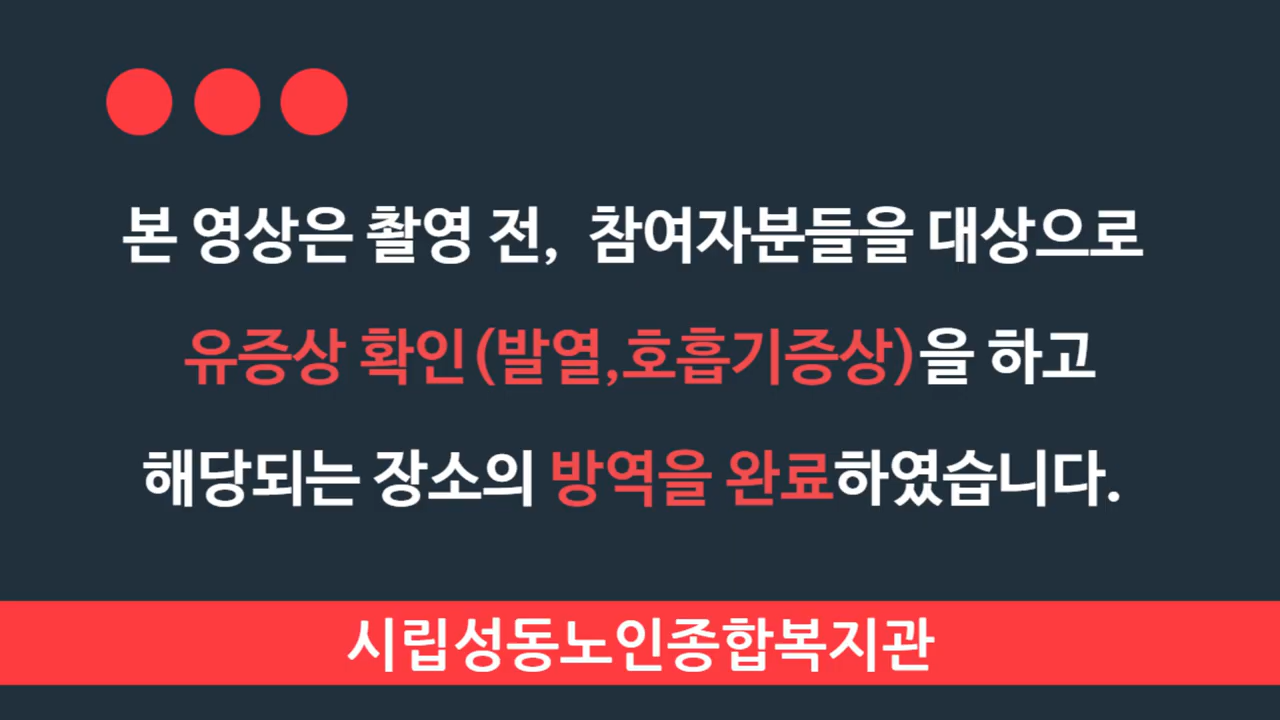 본 영상은 촬영 전, 참여자분들을 대상으로
유증상 확인(발열,호흡기증상)을 하고
해당되는 장소의 방역을 완료하였습니다.
시립성동노인종합복지관